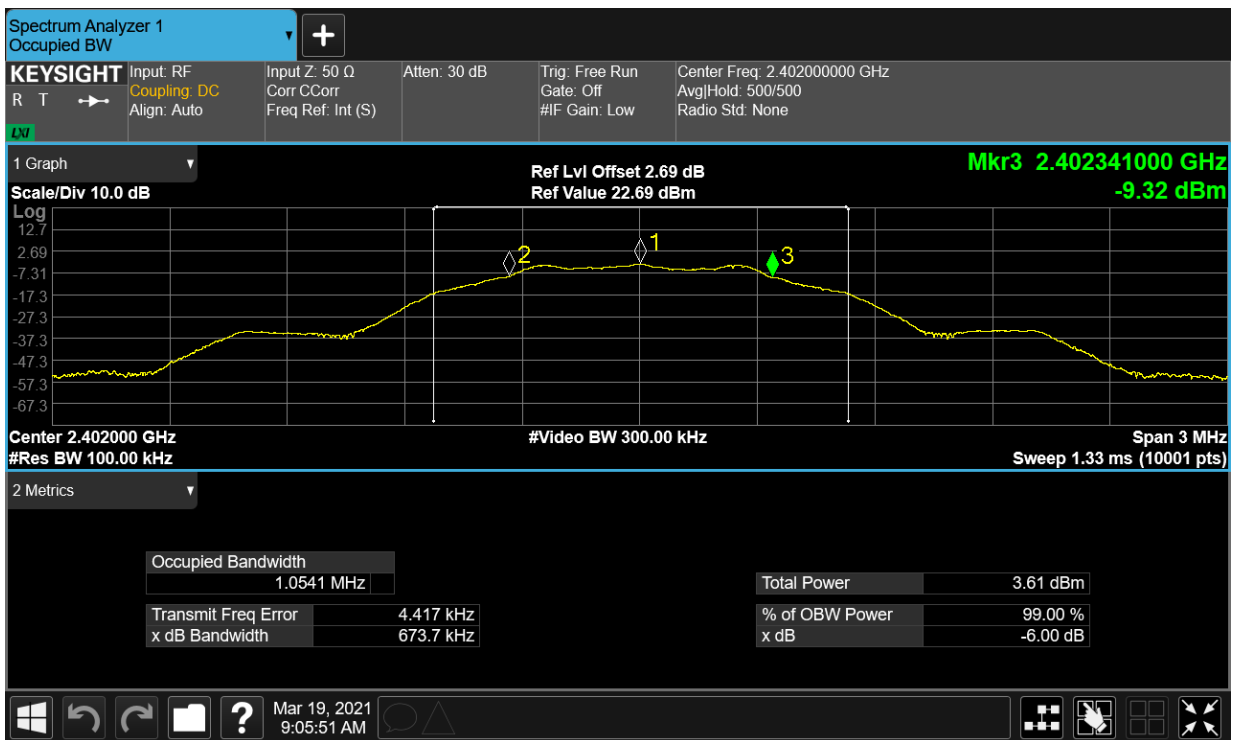 Spectrum Analyzer 1
Occupied BW
KEYSIGHT
R T
LXI
Input: RF
Coupling: DC
Align: Auto
Input Z: 50 Ω
Corr CCorr
Freq Ref: Int (S)
Atten: 30 dB
Trig: Free Run
Gate: Off
#IF Gain: Low
Center Freq: 2.402000000 GHz
Avg|Hold: 500/500
Radio Std: None
1 Graph
Scale/Div 10.0 dB
Ref Lvl Offset 2.69 dB
Ref Value 22.69 dBm
Mkr3 2.402341000 GHz
-9.32 dBm
Log
12.7
2.69
-7.31
-17.3
-27.3
-37.3
-47.3
-57.3
-67.3
2
1
3
Center 2.402000 GHz
#Res BW 100.00 kHz
#Video BW 300.00 kHz
Span 3 MHz
Sweep 1.33 ms (10001 pts)
2 Metrics
Occupied Bandwidth
1.0541 MHz
Transmit Freq Error 4.417 kHz
x dB Bandwidth 673.7 kHz
Total Power 3.61 dBm
% of OBW Power 99.00 %
x dB -6.00 dB
?
Mar 19, 2021
9:05:51 AM